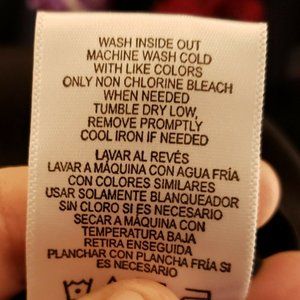 WASH INSIDE OUT
MACHINE WASH COLD
WITH LIKE COLORS
ONLY NON CHLORINE BLEACH
WHEN NEEDED
TUMBLE DRY LOW,
REMOVE PROMPTLY
COOL IRON IF NEEDED
LAVAR AL REVÉS
LAVAR A MÁQUINA CON AGUA FRÍA
CON COLORES SIMILARES
USAR SOLAMENTE BLANQUEADOR
SIN CLORO SI ES NECESARIO
SECAR A MÁQUINA CON
TEMPERATURA BAJA
RETIRA ENSEGUIDA
PLANCHAR CON PLANCHA FRÍA SI
ES NECESARIO